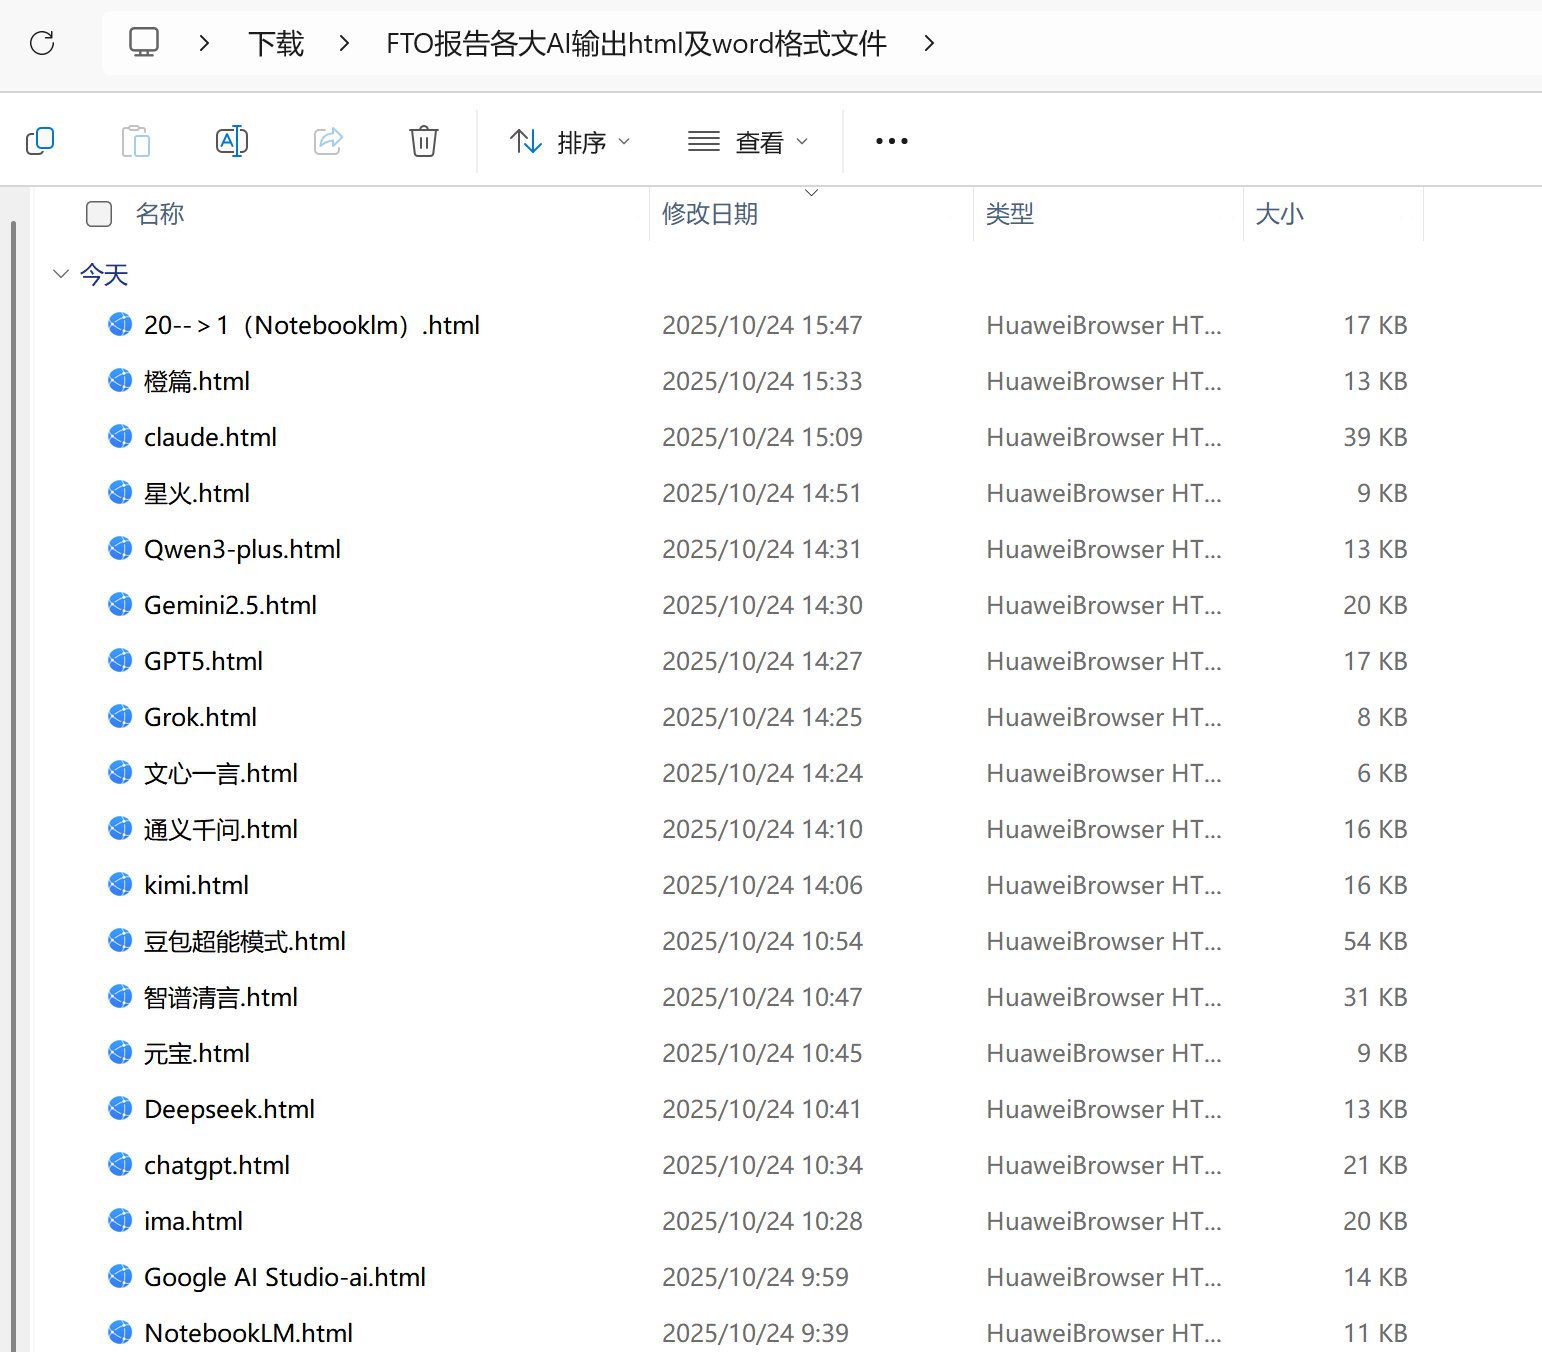 下载 FTO报告各大AI输出html及word格式文件
排序 查看
名称 修改日期 类型 大小
今天
20-->1（Notebooklm）.html 2025/10/24 15:47 HuaweiBrowser HT... 17 KB
橙篇.html 2025/10/24 15:33 HuaweiBrowser HT... 13 KB
claude.html 2025/10/24 15:09 HuaweiBrowser HT... 39 KB
星火.html 2025/10/24 14:51 HuaweiBrowser HT... 9 KB
Qwen3-plus.html 2025/10/24 14:31 HuaweiBrowser HT... 13 KB
Gemini2.5.html 2025/10/24 14:30 HuaweiBrowser HT... 20 KB
GPT5.html 2025/10/24 14:27 HuaweiBrowser HT... 17 KB
Grok.html 2025/10/24 14:25 HuaweiBrowser HT... 8 KB
文心一言.html 2025/10/24 14:24 HuaweiBrowser HT... 6 KB
通义千问.html 2025/10/24 14:10 HuaweiBrowser HT... 16 KB
kimi.html 2025/10/24 14:06 HuaweiBrowser HT... 16 KB
豆包超能模式.html 2025/10/24 10:54 HuaweiBrowser HT... 54 KB
智谱清言.html 2025/10/24 10:47 HuaweiBrowser HT... 31 KB
元宝.html 2025/10/24 10:45 HuaweiBrowser HT... 9 KB
Deepseek.html 2025/10/24 10:41 HuaweiBrowser HT... 13 KB
chatgpt.html 2025/10/24 10:34 HuaweiBrowser HT... 21 KB
ima.html 2025/10/24 10:28 HuaweiBrowser HT... 20 KB
Google AI Studio-ai.html 2025/10/24 9:59 HuaweiBrowser HT... 14 KB
NotebookLM.html 2025/10/24 9:39 HuaweiBrowser HT... 11 KB